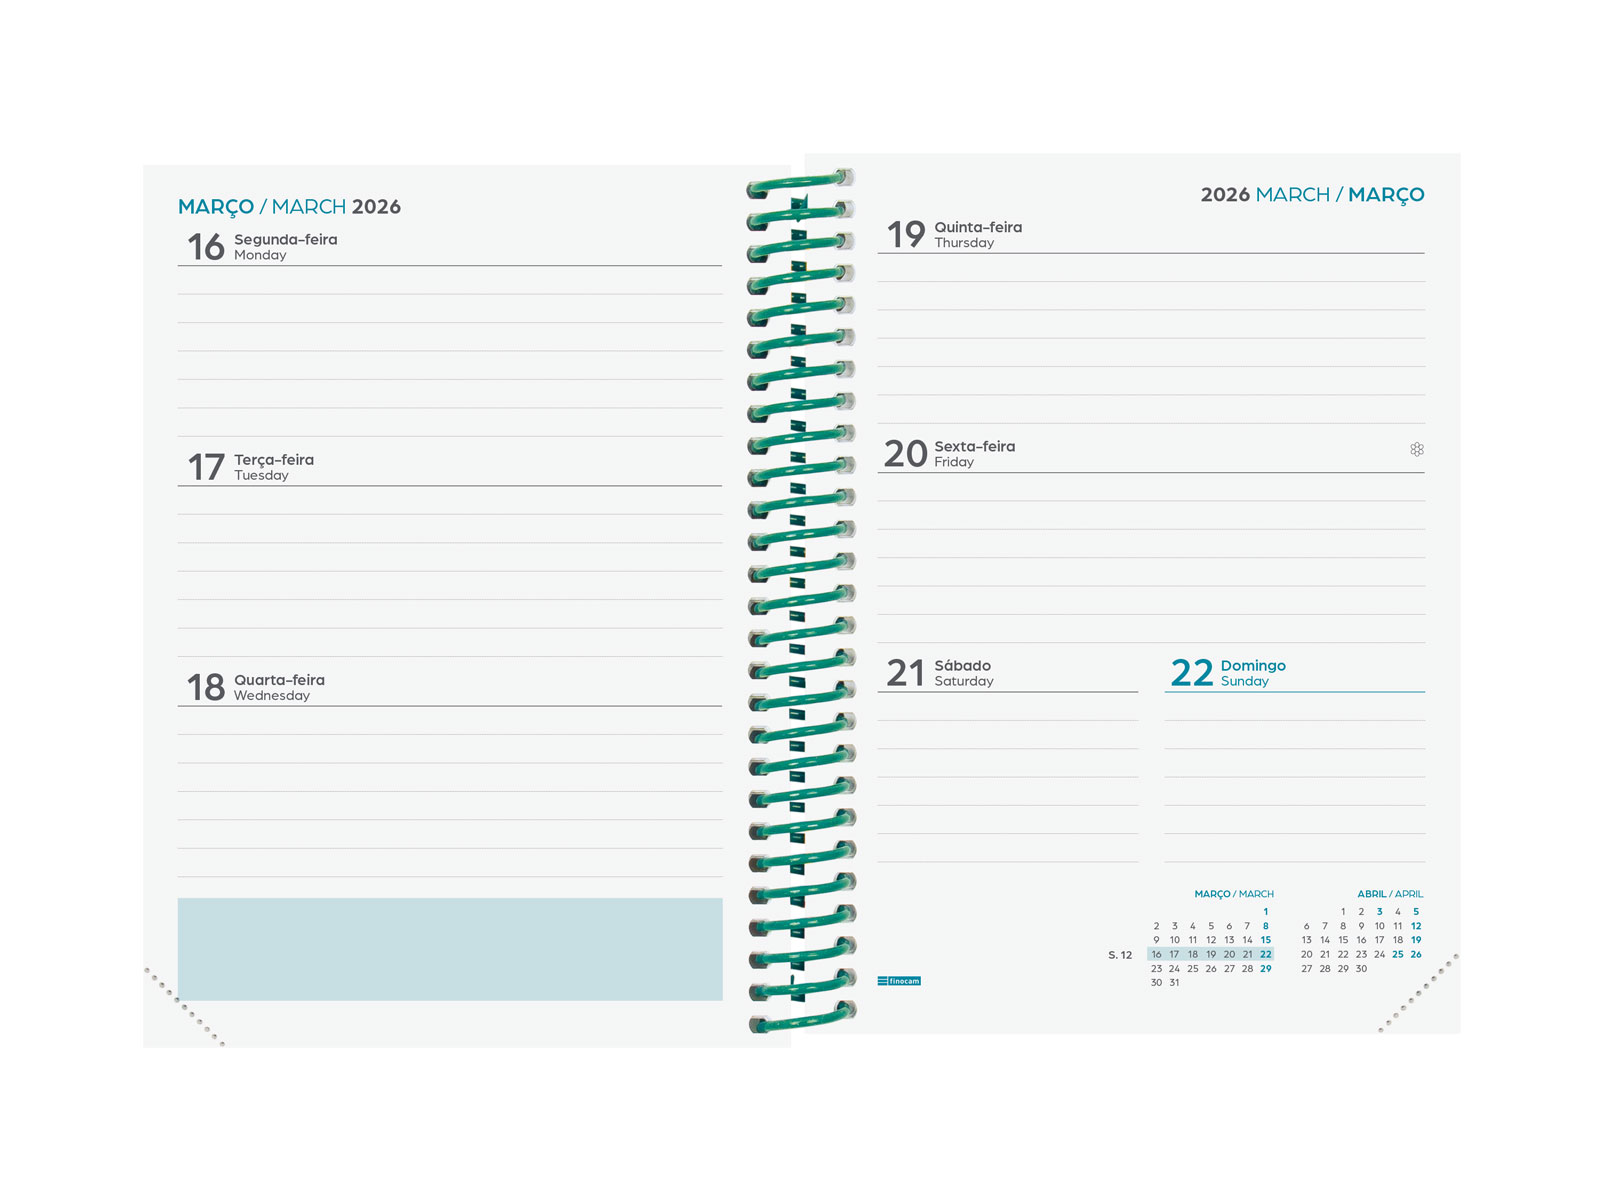 MARÇO / MARCH 2026
16 Segunda-feira
Monday
17 Terça-feira
Tuesday
18 Quarta-feira
Wednesday
2026 MARCH / MARÇO
19 Quinta-feira
Thursday
20 Sexta-feira
Friday
21 Sábado
Saturday
22 Domingo
Sunday
finocam
S. 12
MARÇO / MARCH
1
2 3 4 5 6 7 8
9 10 11 12 13 14 15
16 17 18 19 20 21 22
23 24 25 26 27 28 29
30 31
ABRIL / APRIL
1 2 3 4 5
6 7 8 9 10 11 12
13 14 15 16 17 18 19
20 21 22 23 24 25 26
27 28 29 30